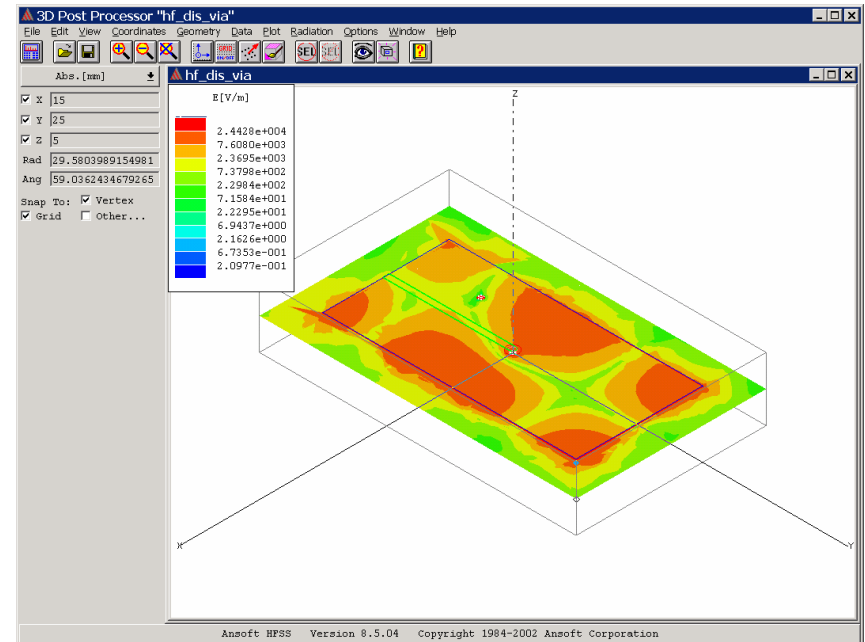 3D Post Processor "hf_dis_via"
File Edit View Coordinates Geometry Data Plot Radiation Options Window Help
Abs.[mm]
X 15
Y 25
Z 5
Rad 29.5803989154981
Ang 59.0362434679265
Snap To: Vertex
Grid Other...
hf_dis_via
E[V/m]
2.4428e+004
7.6080e+003
2.3695e+003
7.3798e+002
2.2984e+002
7.1584e+001
2.2295e+001
6.9437e+000
2.1626e+000
6.7353e-001
2.0977e-001
Z
X
Y
Ansoft HFSS Version 8.5.04 Copyright 1984-2002 Ansoft Corporation